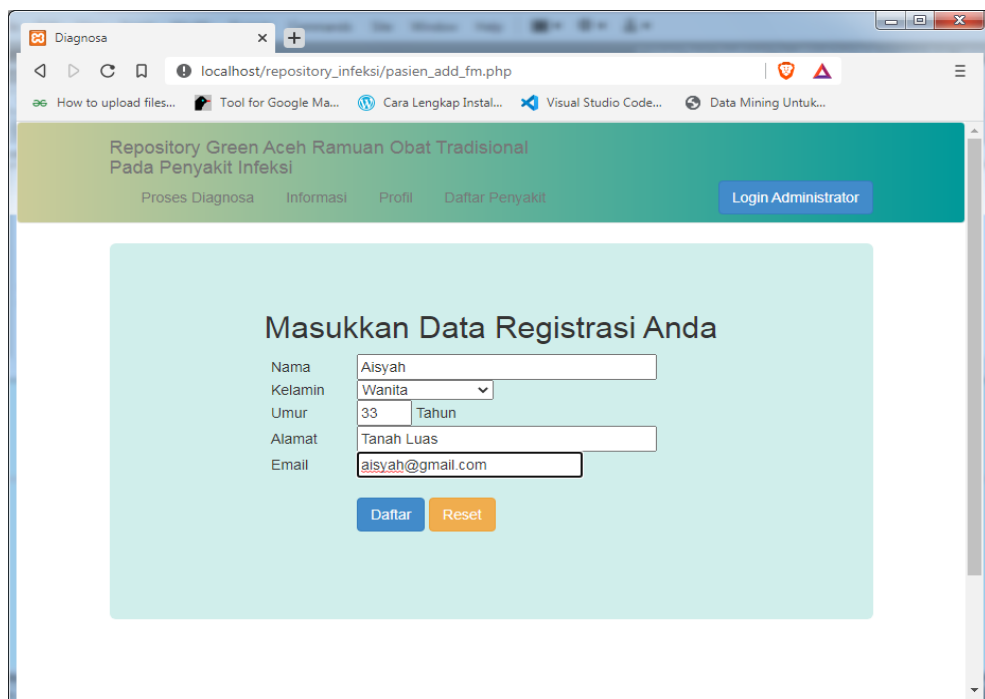 Diagnosa
localhost/repository_infeksi/pasien_add_fm.php
How to upload files... Tool for Google Ma... Cara Lengkap Instal... Visual Studio Code... Data Mining Untuk...
Repository Green Aceh Ramuan Obat Tradisional
Pada Penyakit Infeksi
Proses Diagnosa Informasi Profil Daftar Penyakit Login Administrator
Masukkan Data Registrasi Anda
Nama Aisyah
Kelamin Wanita
Umur 33 Tahun
Alamat Tanah Luas
Email aisyah@gmail.com
Daftar Reset